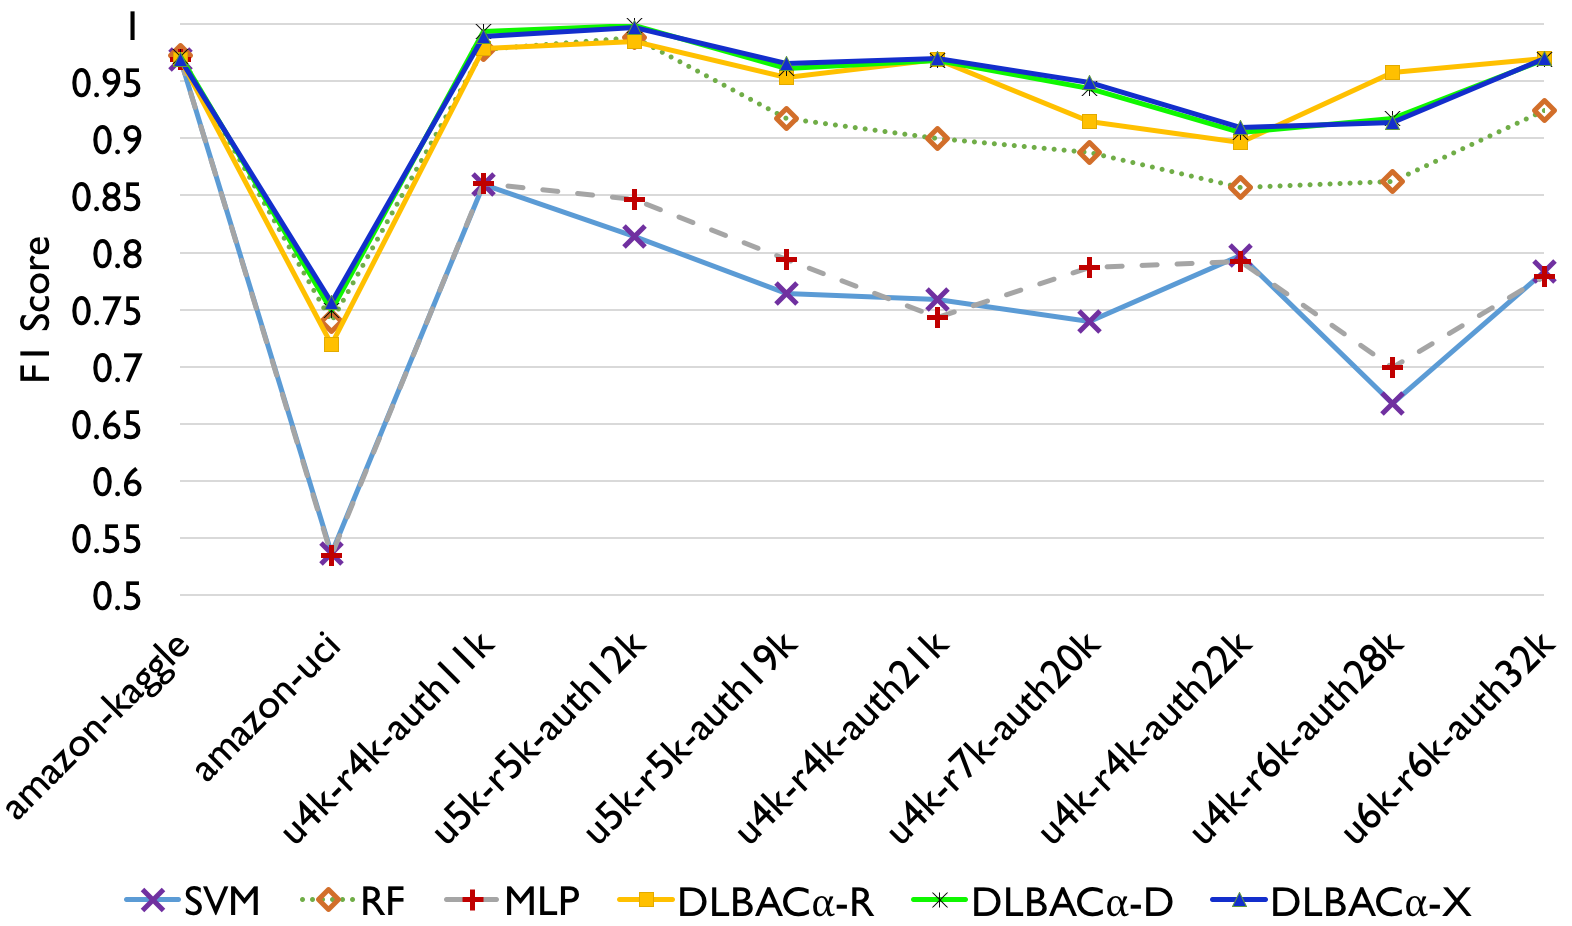 1
0.95
0.9
0.85
0.8
0.75
0.7
0.65
0.6
0.55
0.5
F1 Score
amazon-kaggle
amazon-uci
u4k-r4k-auth11k
u5k-r5k-auth12k
u5k-r5k-auth19k
u4k-r4k-auth21k
u4k-r7k-auth20k
u4k-r4k-auth22k
u4k-r6k-auth28k
u6k-r6k-auth32k
SVM RF MLP DLBACα-R DLBACα-D DLBACα-X